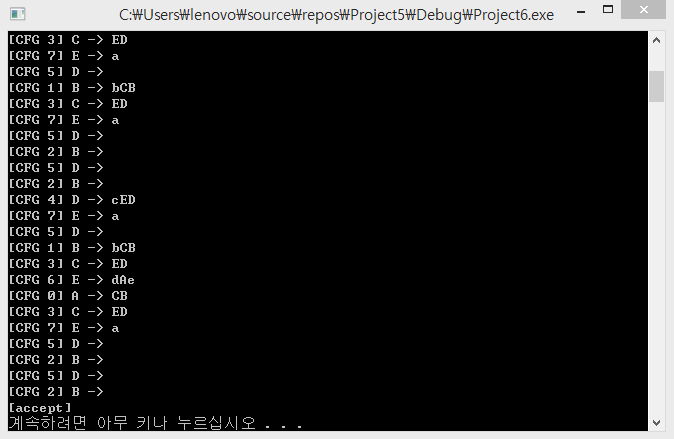 C:₩Users₩lenovo₩source₩repos₩Project5₩Debug₩Project6.exe
[CFG 3] C -> ED
[CFG 7] E -> a
[CFG 5] D ->
[CFG 1] B -> bCB
[CFG 3] C -> ED
[CFG 7] E -> a
[CFG 5] D ->
[CFG 2] B ->
[CFG 5] D ->
[CFG 2] B ->
[CFG 4] D -> cED
[CFG 7] E -> a
[CFG 5] D ->
[CFG 1] B -> bCB
[CFG 3] C -> ED
[CFG 6] E -> dAe
[CFG 0] A -> CB
[CFG 3] C -> ED
[CFG 7] E -> a
[CFG 5] D ->
[CFG 2] B ->
[CFG 5] D ->
[CFG 2] B ->
[accept]
계속하려면 아무 키나 누르십시오 . . .